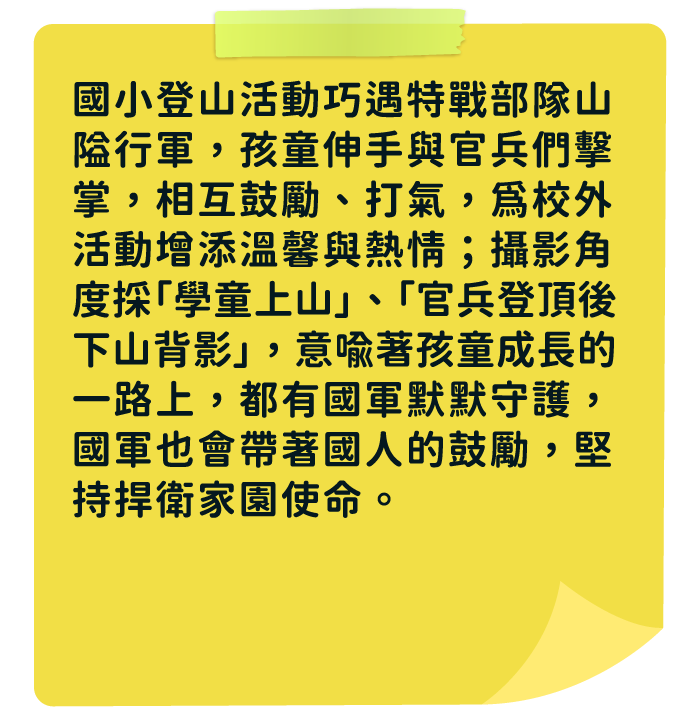 國小登山活動巧遇特戰部隊山
隘行軍，孩童伸手與官兵們擊
掌，相互鼓勵、打氣，為校外
活動增添溫馨與熱情；攝影角
度採「學童上山」、「官兵登頂後
下山背影」，意喻著孩童成長的
一路上，都有國軍默默守護，
國軍也會帶著國人的鼓勵，堅
持捍衛家園使命。